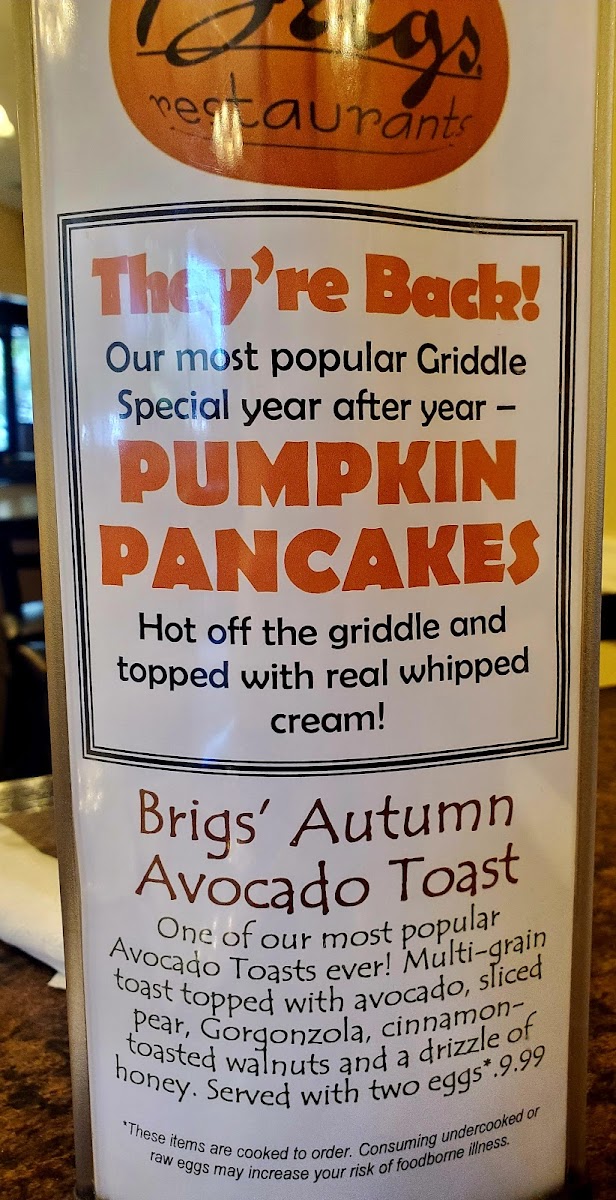 Brigs
restaurants
They're Back!
Our most popular Griddle
Special year after year –
PUMPKIN
PANCAKES
Hot off the griddle and
topped with real whipped
cream!
Brigs' Autumn
Avocado Toast
One of our most popular
Avocado Toasts ever! Multi-grain
toast topped with avocado, sliced
pear, Gorgonzola, cinnamon-
toasted walnuts and a drizzle of
honey. Served with two eggs*.9.99
*These items are cooked to order. Consuming undercooked or
raw eggs may increase your risk of foodborne illness.